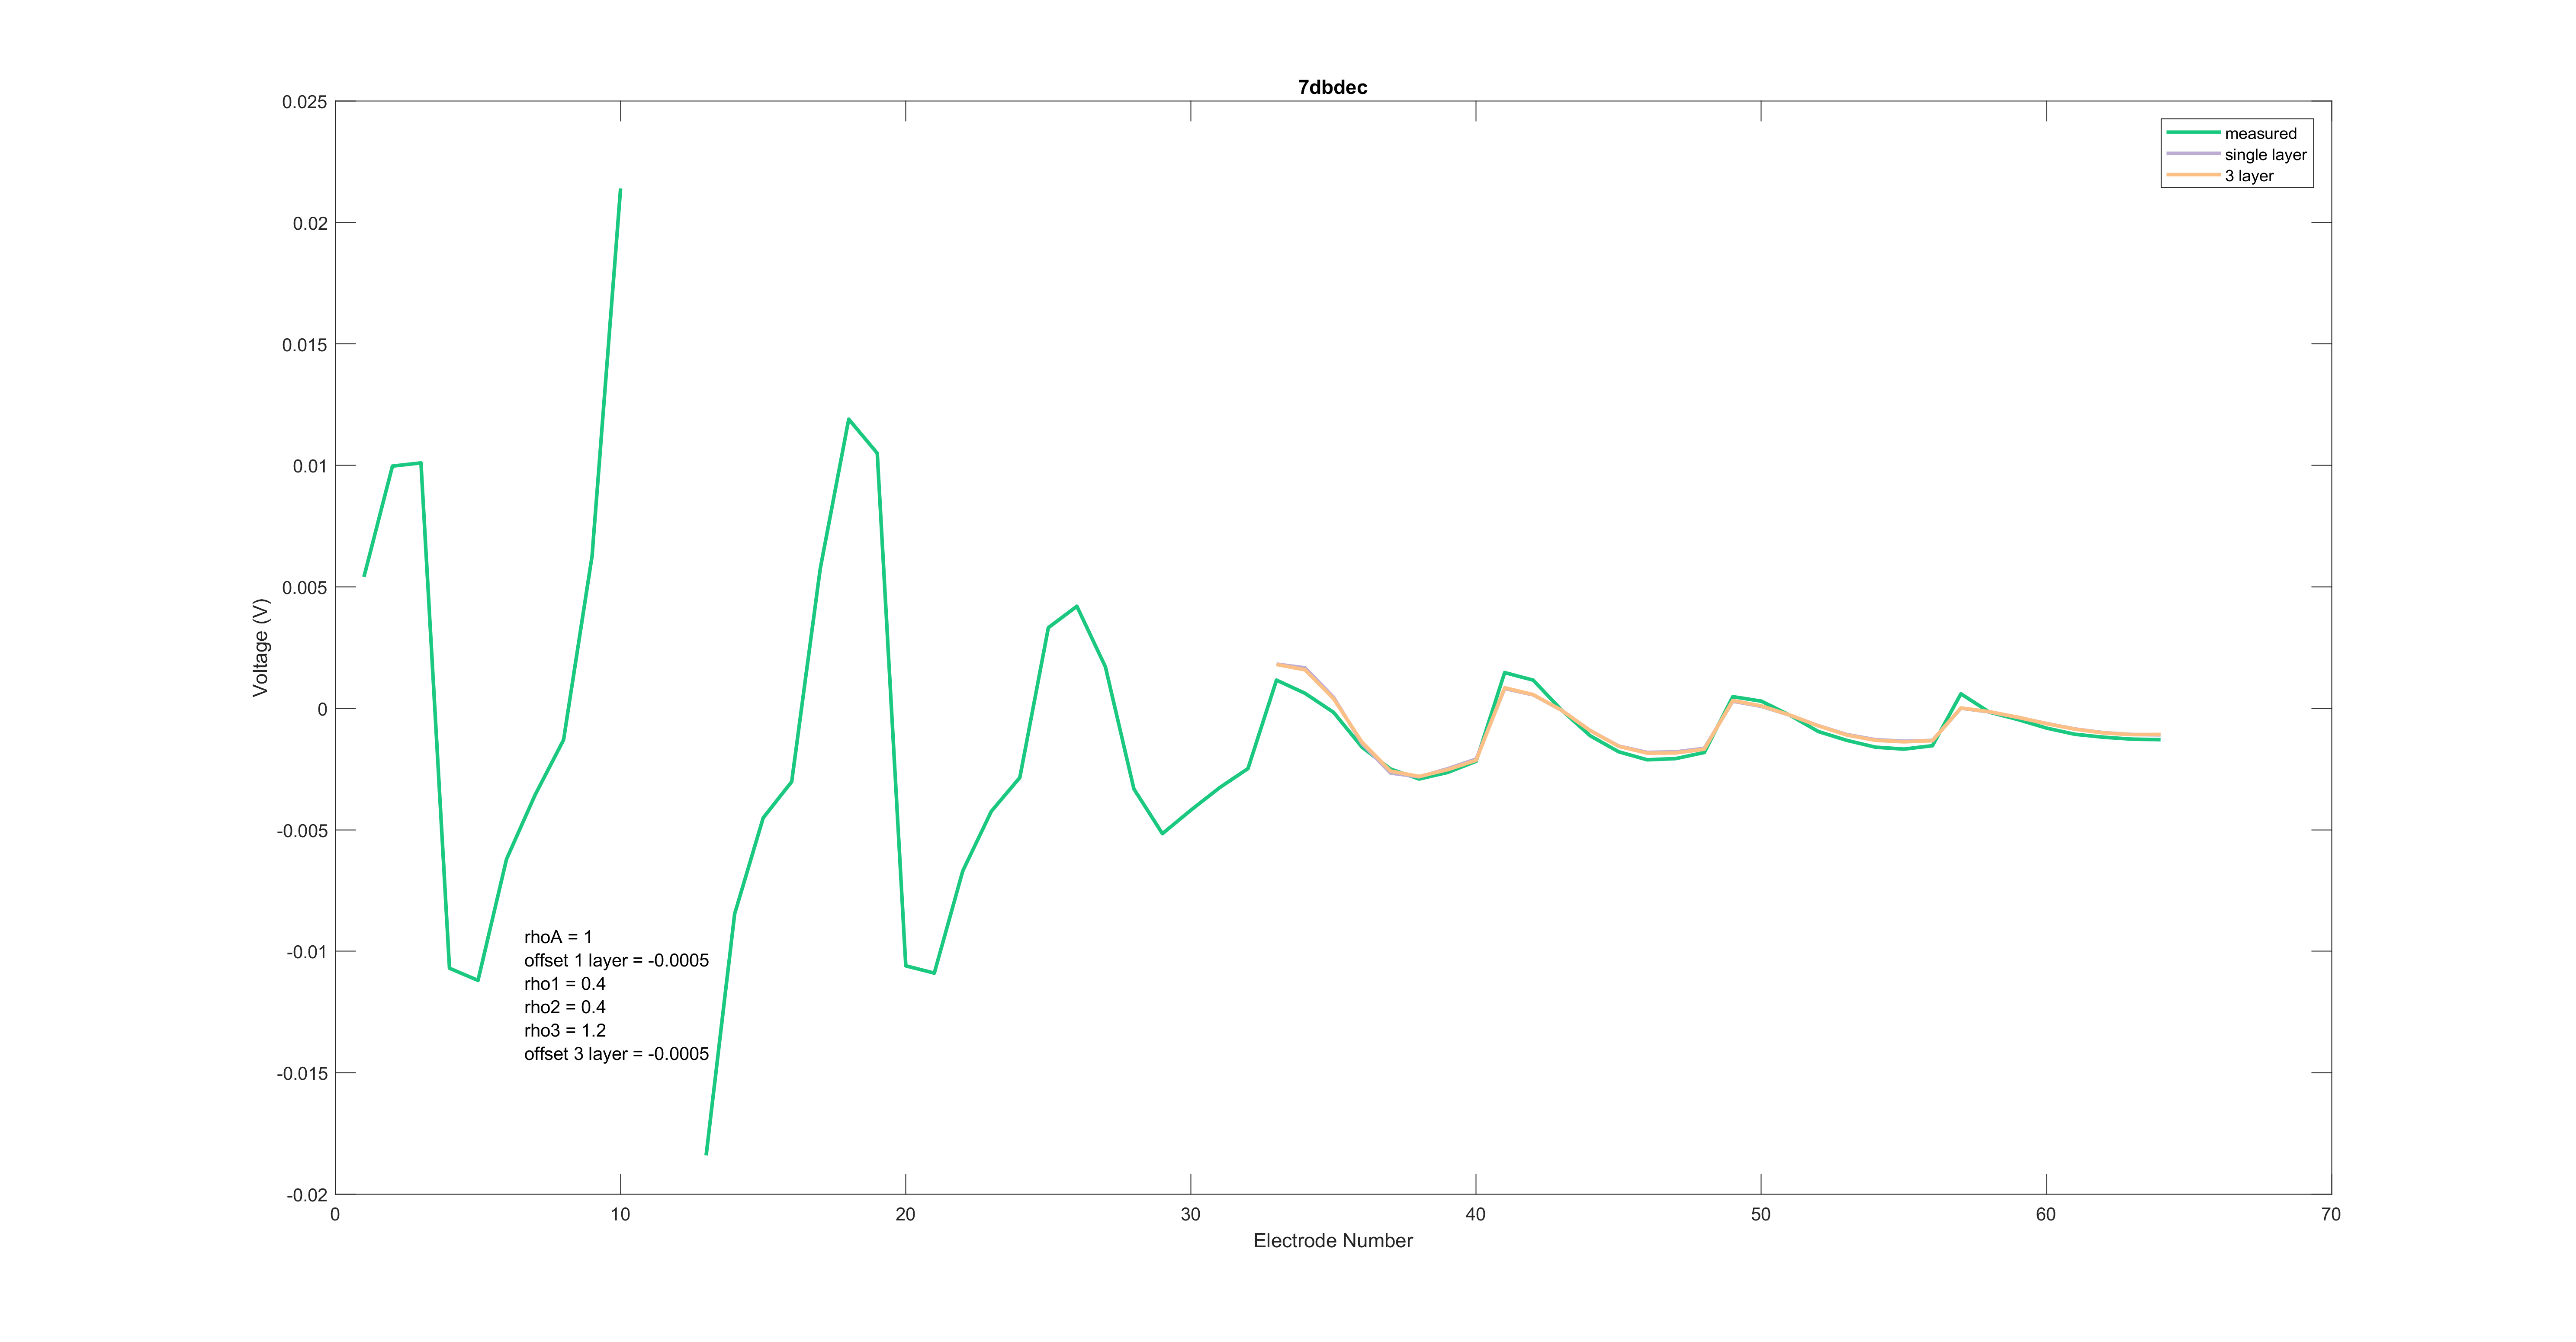 7dbdec
0.025
0.02
0.015
0.01
0.005
0
-0.005
-0.01
-0.015
-0.02
Voltage (V)
measured
single layer
3 layer
rhoA = 1
offset 1 layer = -0.0005
rho1 = 0.4
rho2 = 0.4
rho3 = 1.2
offset 3 layer = -0.0005
0 10 20 30 40 50 60 70
Electrode Number